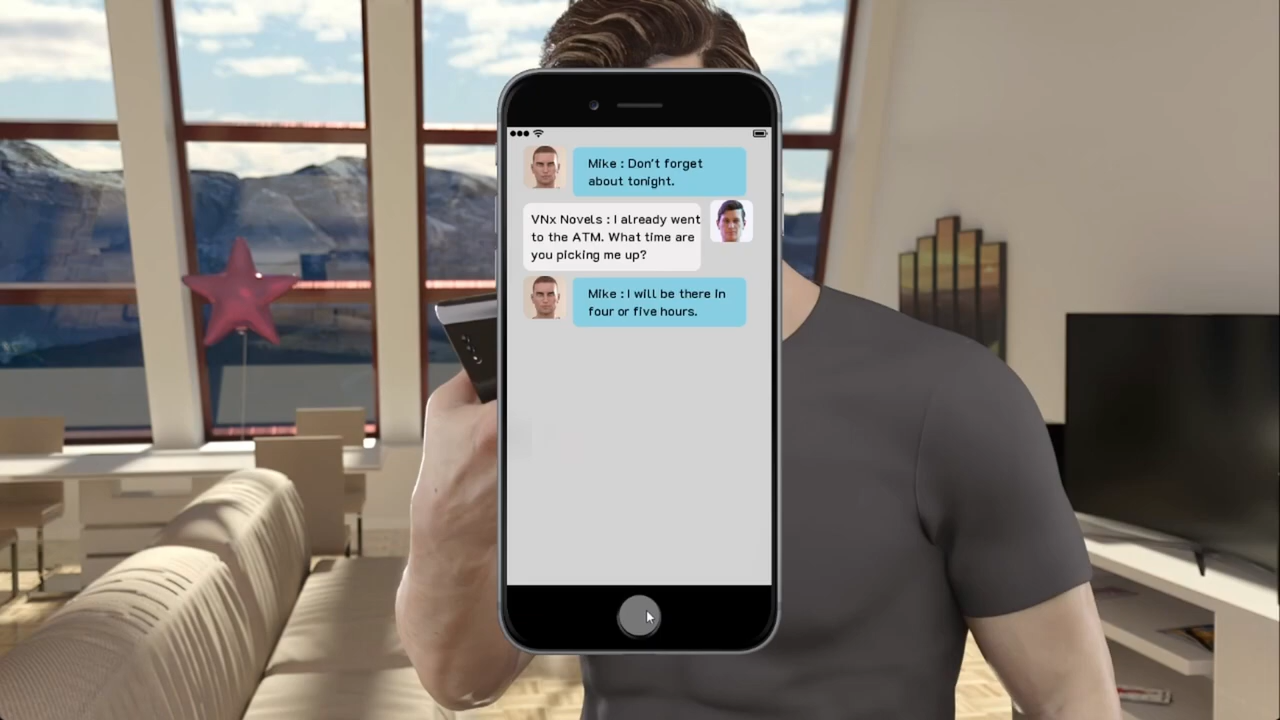 Mike : Don't forget
about tonight.
VNx Novels : I already went
to the ATM. What time are
you picking me up?
Mike : I will be there in
four or five hours.